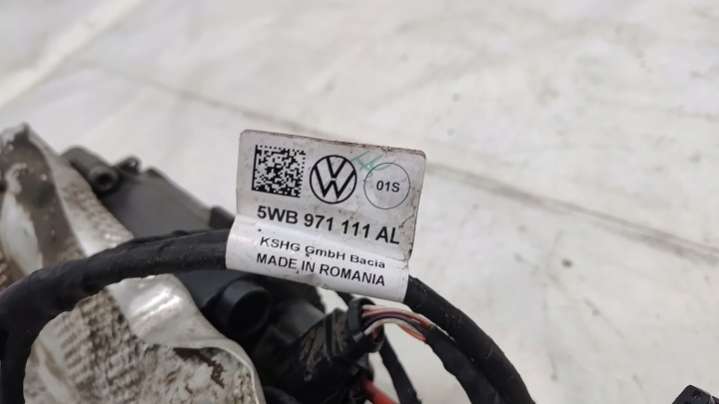 01S
5WB 971 111 AL
KSHG GmbH Bacia
MADE IN ROMANIA